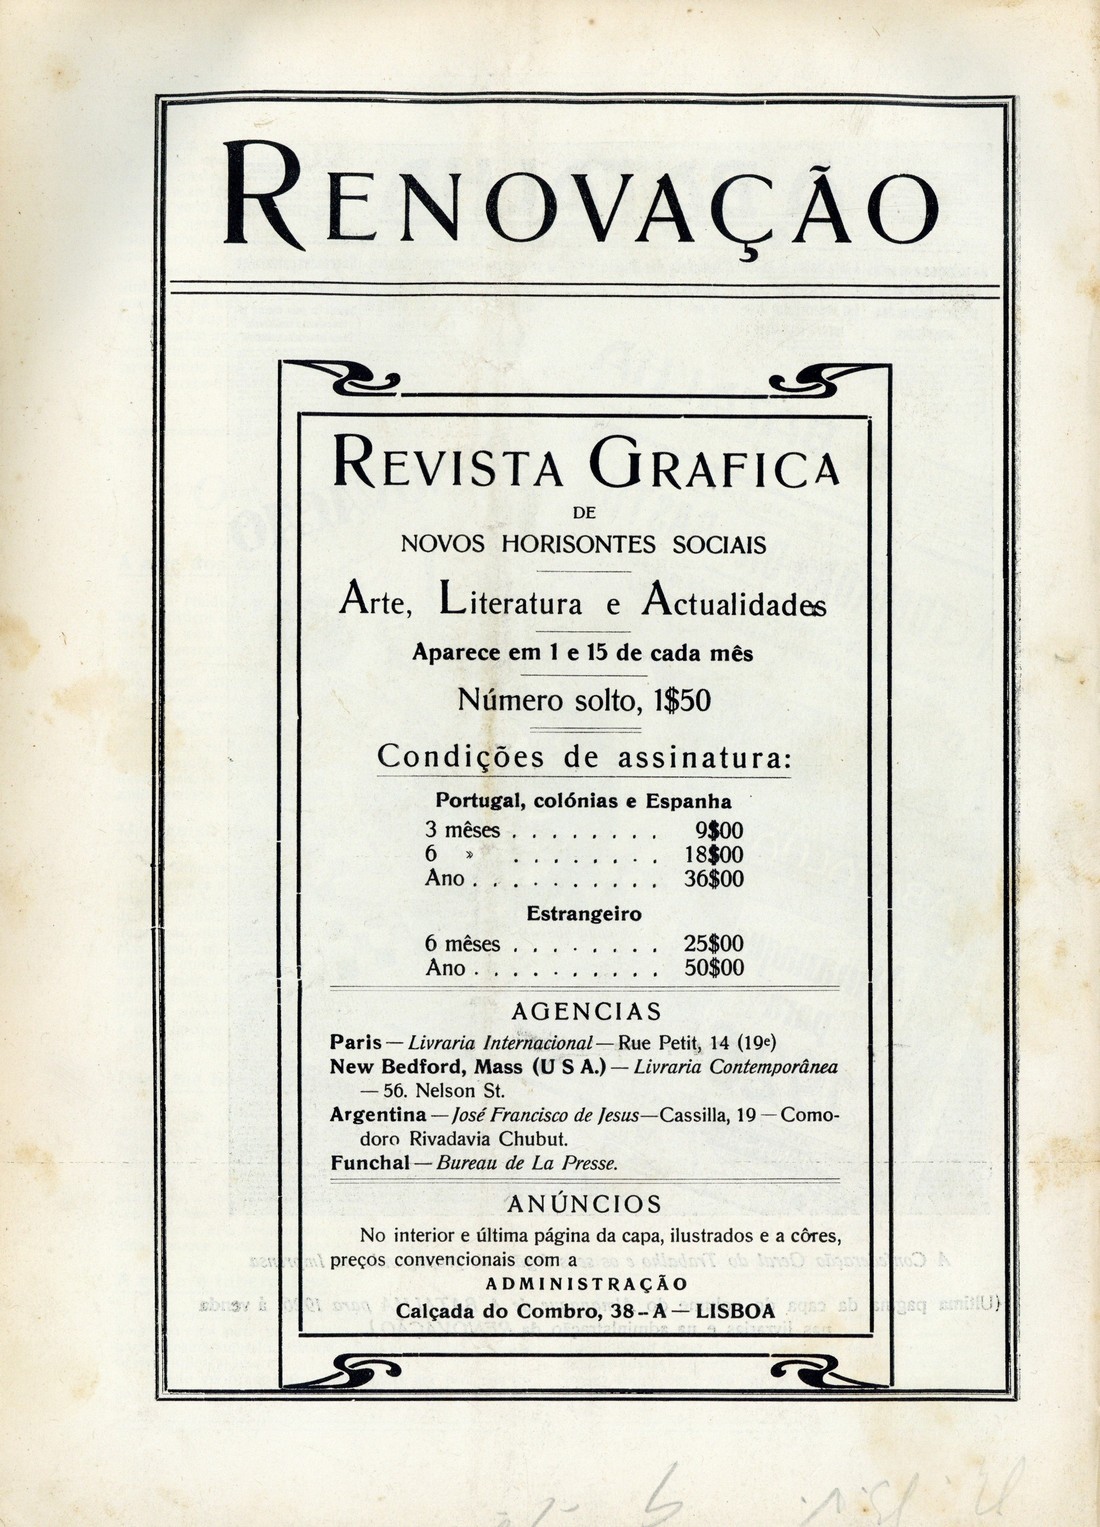 RENOVAÇÃO
REVISTA GRAFICA
DE
NOVOS HORISONTES SOCIAIS
Arte, Literatura e Actualidades
Aparece em 1 e 15 de cada mês
Número solto, 1$50
Condições de assinatura:
Portugal, colónias e Espanha
3 mêses . . . . . . . . 9$00
6 » . . . . . . . . 18$00
Ano . . . . . . . . . . 36$00
Estrangeiro
6 mêses . . . . . . . . 25$00
Ano . . . . . . . . . . 50$00
AGENCIAS
Paris — Livraria Internacional — Rue Petit, 14 (19e)
New Bedford, Mass (U S A.) — Livraria Contemporânea
— 56. Nelson St.
Argentina — José Francisco de Jesus—Cassilla, 19 — Como-
doro Rivadavia Chubut.
Funchal — Bureau de La Presse.
ANÚNCIOS
No interior e última página da capa, ilustrados e a côres,
preços convencionais com a
ADMINISTRAÇÃO
Calçada do Combro, 38-A — LISBOA